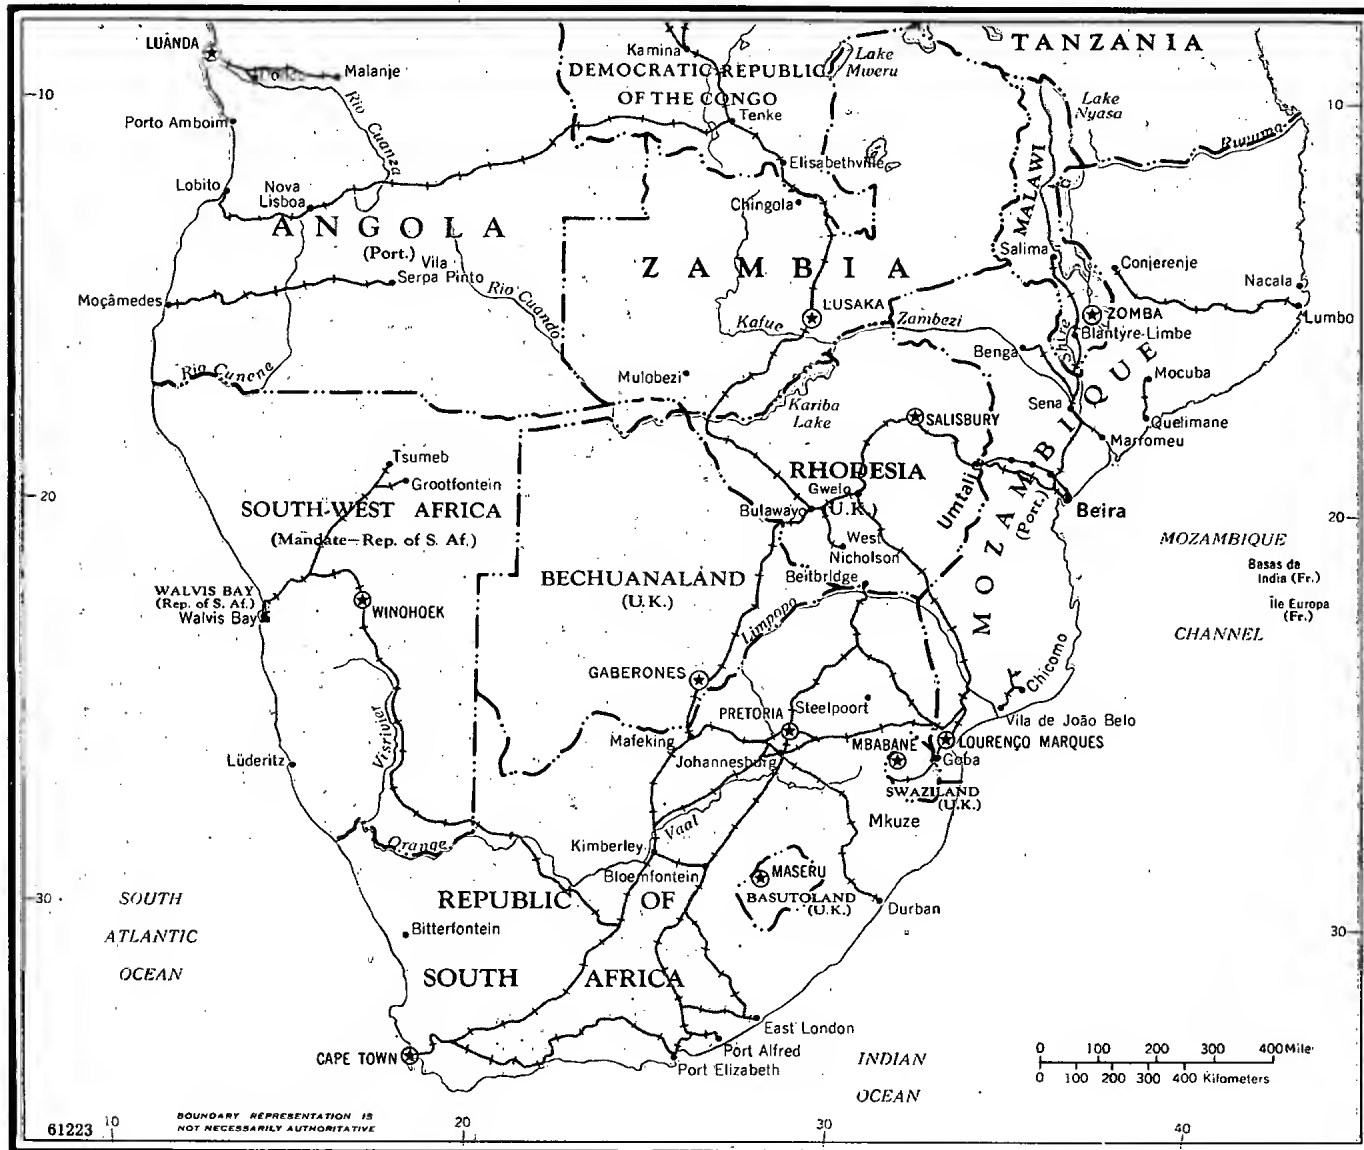 LUANDA
Malanje
Kamina
DEMOCRATIC REPUBLIC
OF THE CONGO
Lake
Mweru
TANZANIA
10
10
Rio Cuanza
Porto Amboim
Tenke
Lake
Nyasa
Ruvuma
Elisabethville
Lobito
Nova
Lisboa
Chingola
MALAWI
ANGOLA
(Port.)
Vila
Serpa Pinto
ZAMBIA
Salima
Conjerenje
Nacala
Moçâmedes
Rio Cuando
LUSAKA
Kafue
Zambezi
ZOMBA
Blantyre-Limbe
Lumbo
Shire
Benga
Rio Cunene
Mulobezi
Mocuba
Kariba
Lake
SALISBURY
Sena
Quelimane
Marromeu
MOZAMBIQUE
(Port.)
Tsumeb
Grootfontein
RHODESIA
(U.K.)
Gwelo
Umtali
20
SOUTH-WEST AFRICA
(Mandate—Rep. of S. Af.)
Bulawayo
Beira
20
West
Nicholson
MOZAMBIQUE
CHANNEL
Basas da
India (Fr.)
Île Europa
(Fr.)
BECHUANALAND
(U.K.)
Beitbridge
WALVIS BAY
(Rep. of S. Af.)
Walvis Bay
WINDHOEK
Limpopo
GABERONES
Chicomo
PRETORIA
Steelpoort
Vila de João Belo
Mafeking
MBABANE
LOURENÇO MARQUES
Visrivier
Johannesburg
Goba
Lüderitz
SWAZILAND
(U.K.)
Mkuze
Vaal
Orange
Kimberley
Bloemfontein
MASERU
BASUTOLAND
(U.K.)
30
SOUTH
ATLANTIC
OCEAN
REPUBLIC OF
SOUTH AFRICA
Durban
30
Bitterfontein
East London
CAPE TOWN
Port Alfred
Port Elizabeth
INDIAN
OCEAN
0 100 200 300 400 Mile
0 100 200 300 400 Kilometers
61223
BOUNDARY REPRESENTATION IS
NOT NECESSARILY AUTHORITATIVE
10 20 30 40